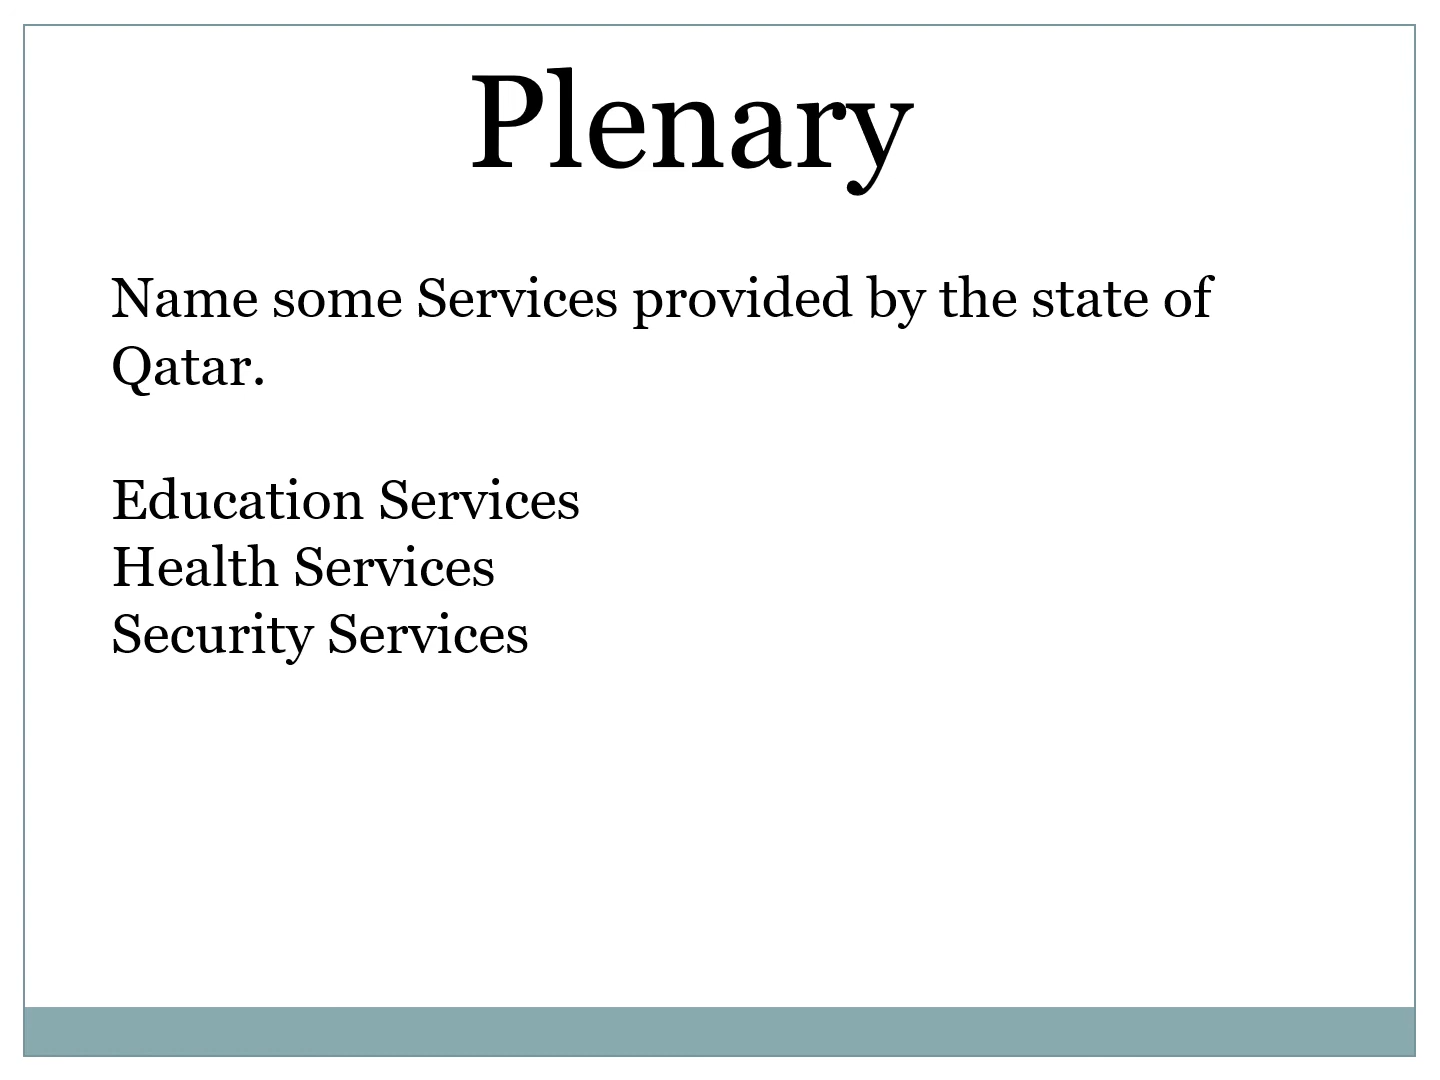 Plenary
Name some Services provided by the state of
Qatar.
Education Services
Health Services
Security Services